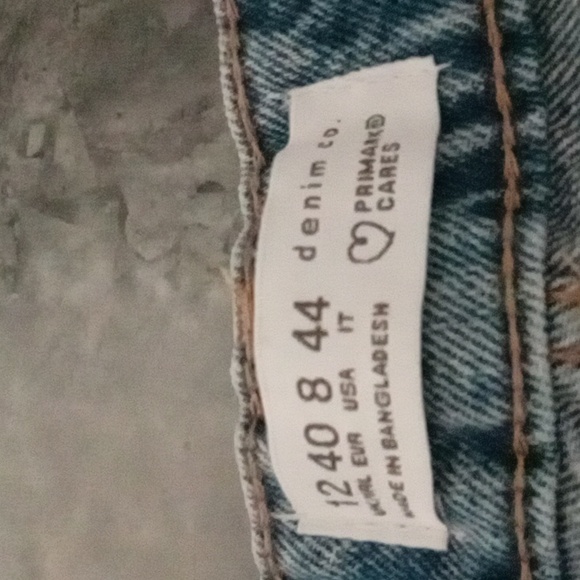 denim co.
PRIMARK®
CARES
12 40 8 44
UK/IRL EUR USA IT
MADE IN BANGLADESH